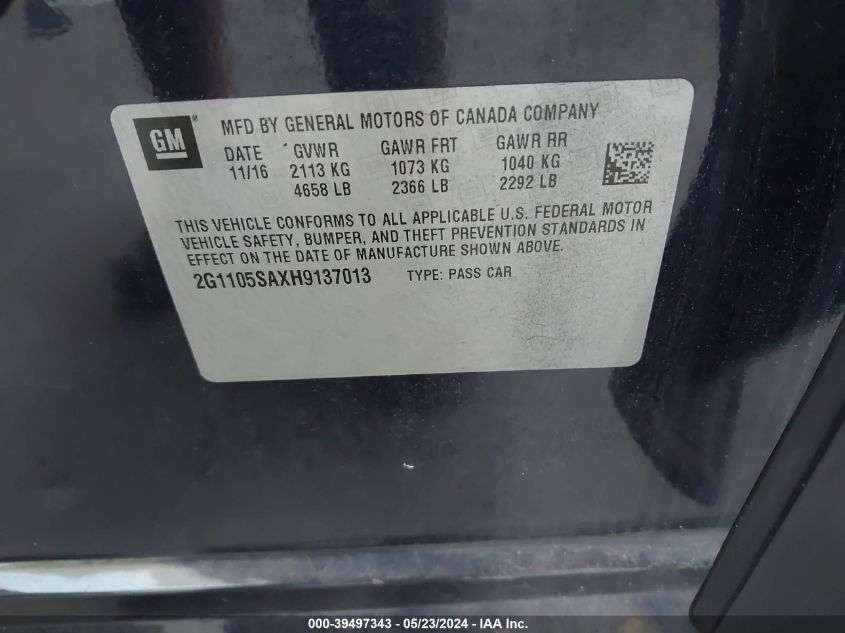 GM®
MFD BY GENERAL MOTORS OF CANADA COMPANY
DATE GVWR GAWR FRT GAWR RR
11/16 2113 KG 1073 KG 1040 KG
4658 LB 2366 LB 2292 LB
THIS VEHICLE CONFORMS TO ALL APPLICABLE U.S. FEDERAL MOTOR
VEHICLE SAFETY, BUMPER, AND THEFT PREVENTION STANDARDS IN
EFFECT ON THE DATE OF MANUFACTURE SHOWN ABOVE.
2G1105SAXH9137013 TYPE: PASS CAR
000-39497343 - 05/23/2024 - IAA Inc.